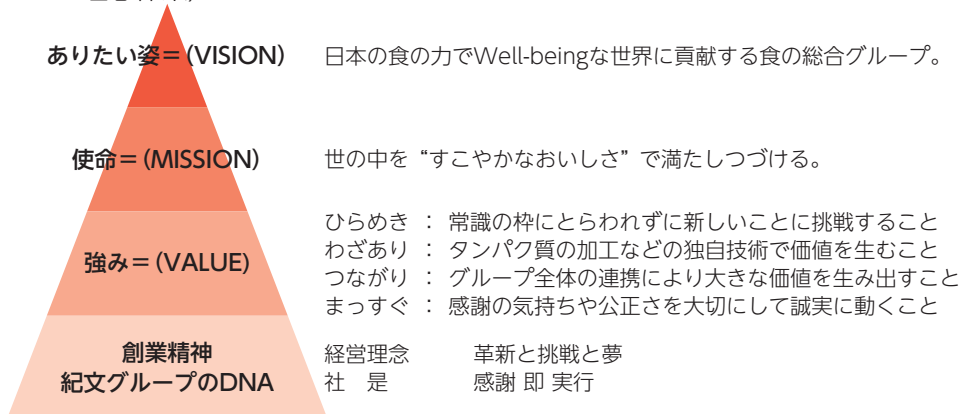 ありたい姿=(VISION)　日本の食の力でWell-beingな世界に貢献する食の総合グループ。
使命=(MISSION)　世の中を“すこやかなおいしさ”で満たしつづける。
強み=(VALUE)
ひらめき ： 常識の枠にとらわれずに新しいことに挑戦すること
わざあり ： タンパク質の加工などの独自技術で価値を生むこと
つながり ： グループ全体の連携により大きな価値を生み出すこと
まっすぐ ： 感謝の気持ちや公正さを大切にして誠実に動くこと
創業精神
紀文グループのDNA
経営理念　革新と挑戦と夢
社　是　感謝 即 実行